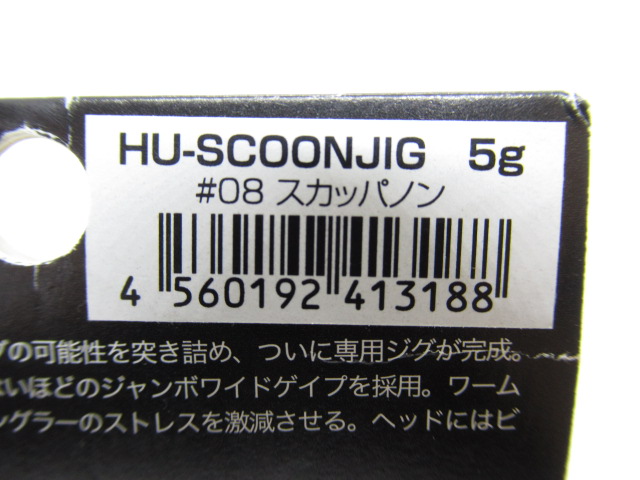 HU-SCOONJIG 5g
#08 スカッパノン
4 560192 413188
グの可能性を突き詰め、ついに専用ジグが完成。
いほどのジャンボワイドゲイプを採用。ワーム
ングラーのストレスを激減させる。ヘッドにはビ